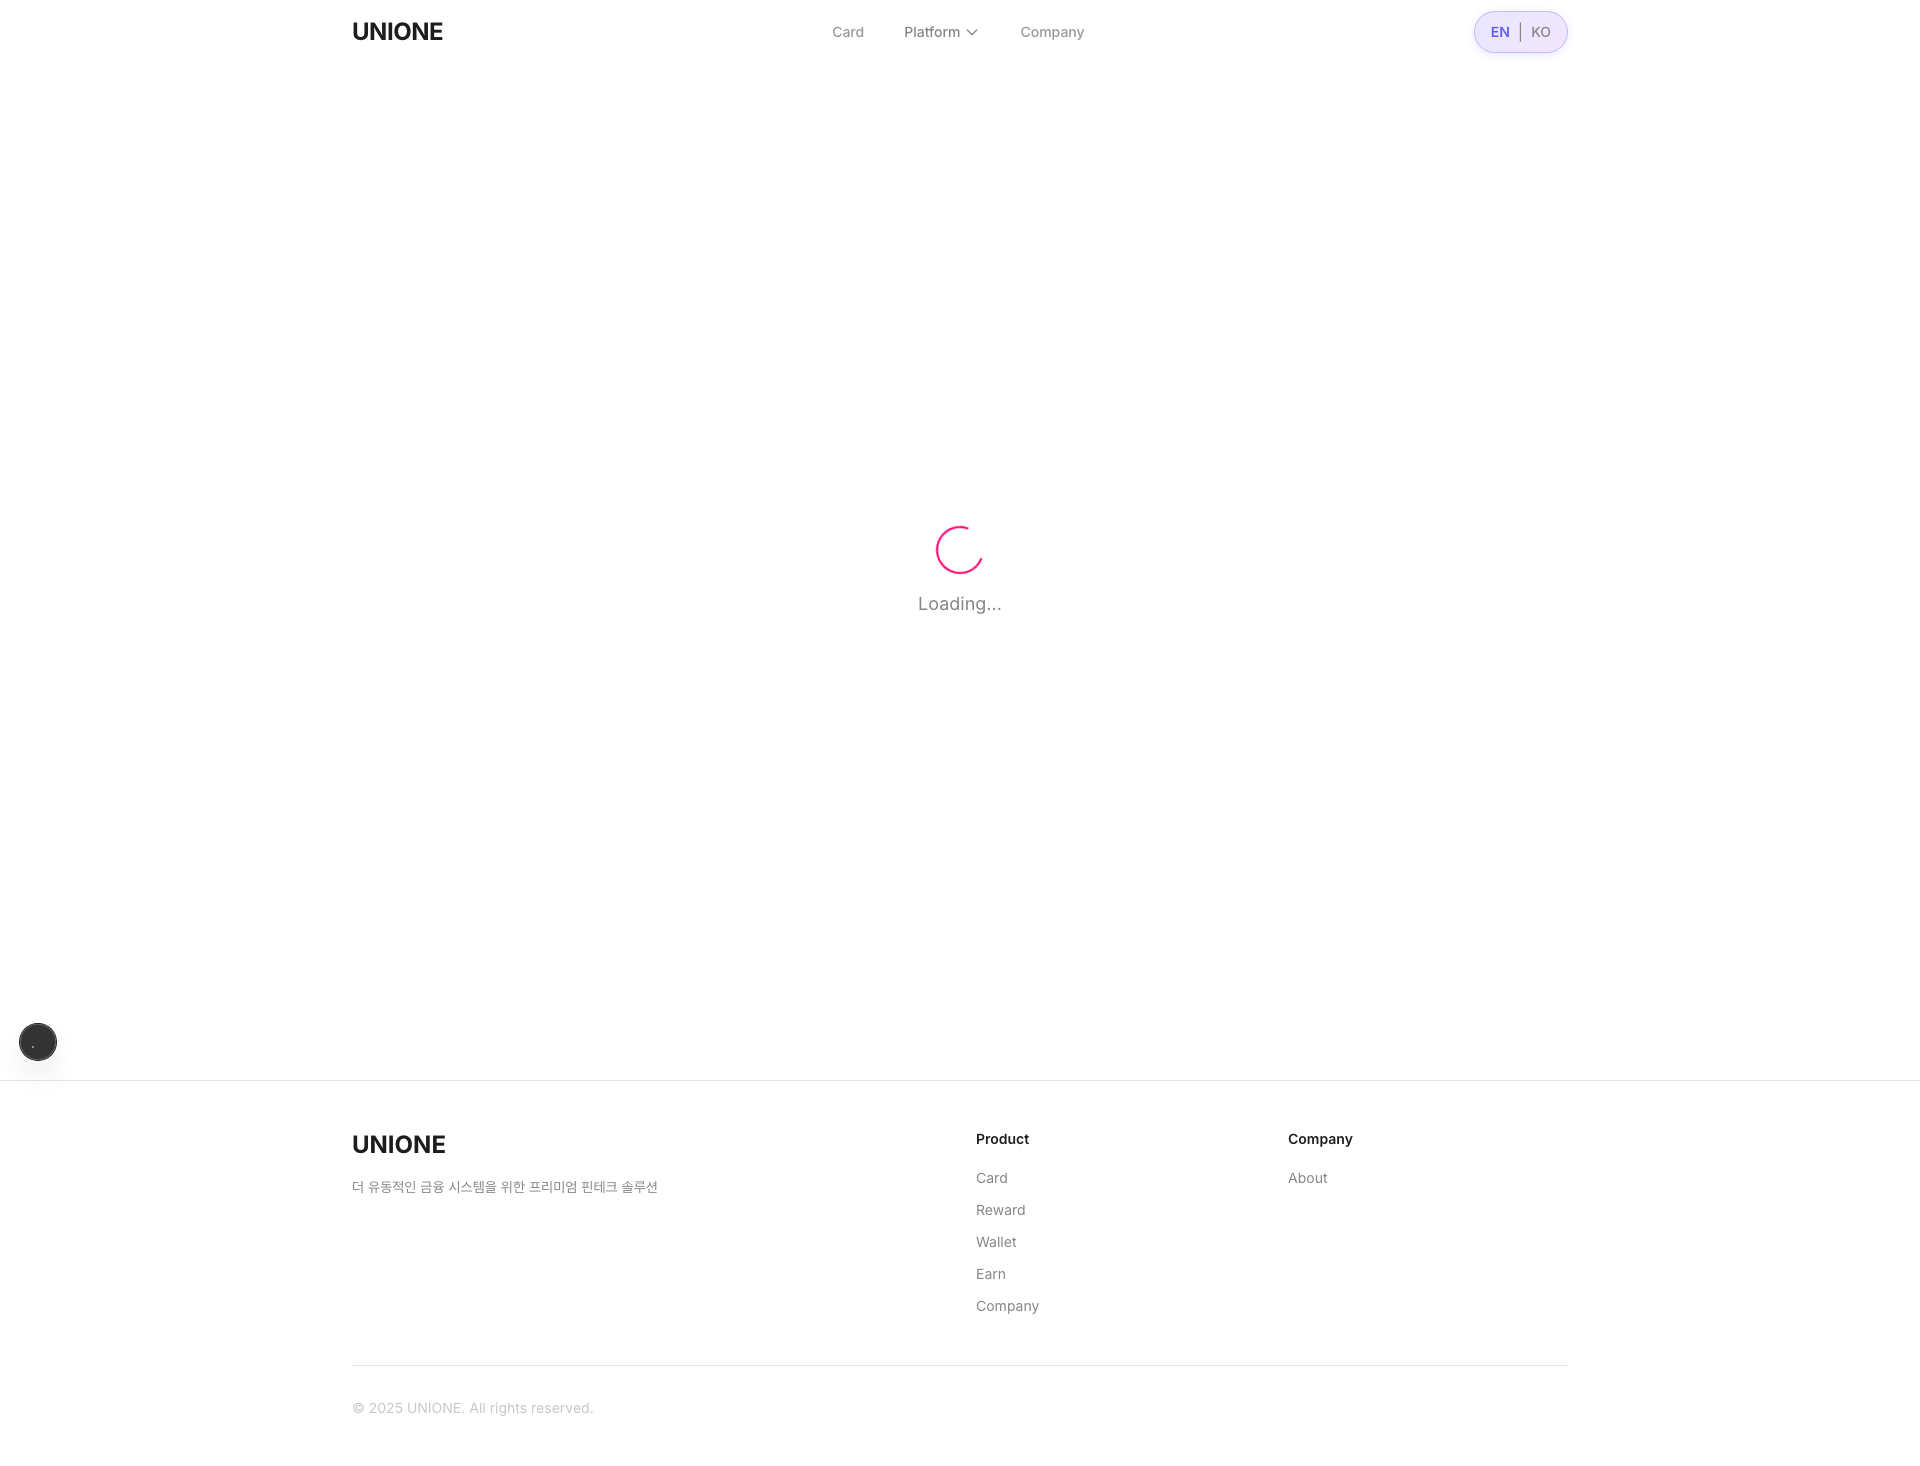 UNIONE
Card
Platform
Company
EN | KO
Loading...
UNIONE
더 유동적인 금융 시스템을 위한 프리미엄 핀테크 솔루션
Product
Card
Reward
Wallet
Earn
Company
Company
About
© 2025 UNIONE. All rights reserved.